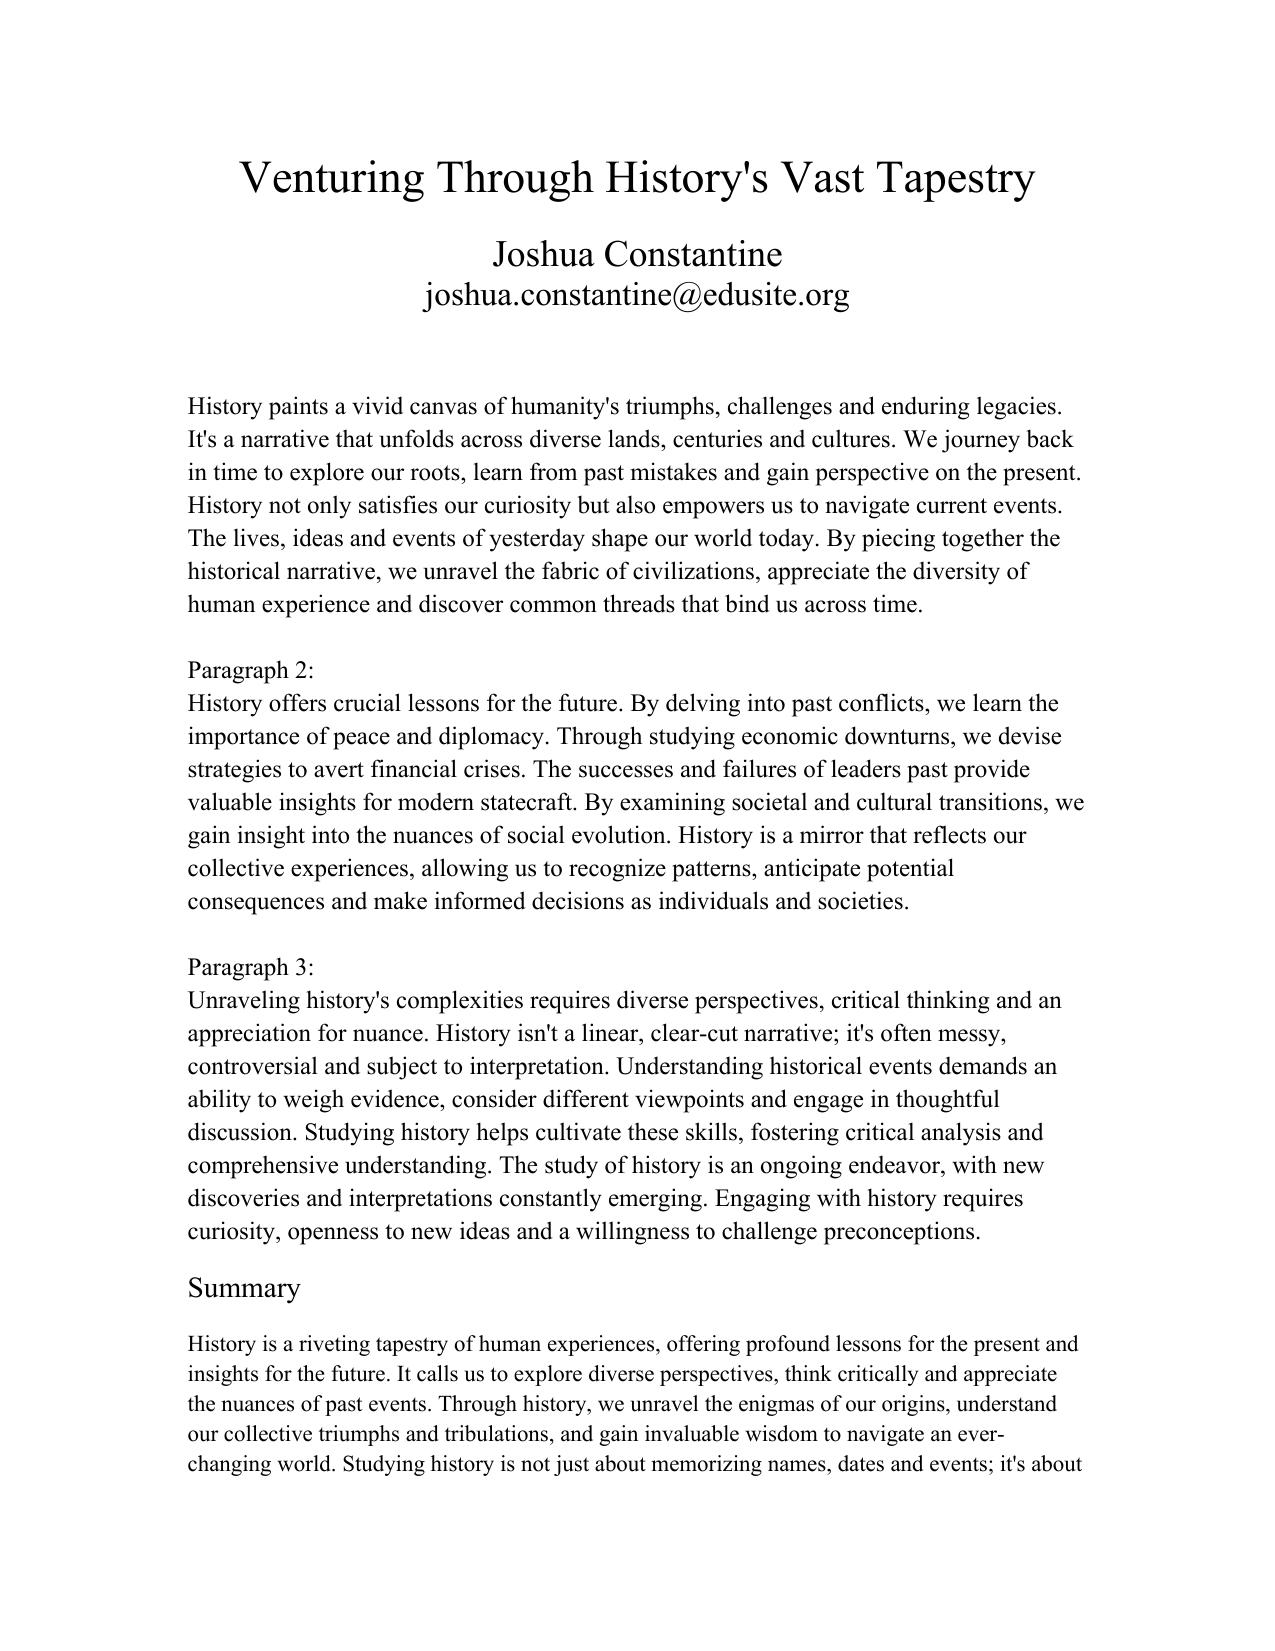 Venturing Through History's Vast Tapestry
Joshua Constantine
joshua.constantine@edusite.org
History paints a vivid canvas of humanity's triumphs, challenges and enduring legacies.
It's a narrative that unfolds across diverse lands, centuries and cultures. We journey back
in time to explore our roots, learn from past mistakes and gain perspective on the present.
History not only satisfies our curiosity but also empowers us to navigate current events.
The lives, ideas and events of yesterday shape our world today. By piecing together the
historical narrative, we unravel the fabric of civilizations, appreciate the diversity of
human experience and discover common threads that bind us across time.
Paragraph 2:
History offers crucial lessons for the future. By delving into past conflicts, we learn the
importance of peace and diplomacy. Through studying economic downturns, we devise
strategies to avert financial crises. The successes and failures of leaders past provide
valuable insights for modern statecraft. By examining societal and cultural transitions, we
gain insight into the nuances of social evolution. History is a mirror that reflects our
collective experiences, allowing us to recognize patterns, anticipate potential
consequences and make informed decisions as individuals and societies.
Paragraph 3:
Unraveling history's complexities requires diverse perspectives, critical thinking and an
appreciation for nuance. History isn't a linear, clear-cut narrative; it's often messy,
controversial and subject to interpretation. Understanding historical events demands an
ability to weigh evidence, consider different viewpoints and engage in thoughtful
discussion. Studying history helps cultivate these skills, fostering critical analysis and
comprehensive understanding. The study of history is an ongoing endeavor, with new
discoveries and interpretations constantly emerging. Engaging with history requires
curiosity, openness to new ideas and a willingness to challenge preconceptions.
Summary
History is a riveting tapestry of human experiences, offering profound lessons for the present and
insights for the future. It calls us to explore diverse perspectives, think critically and appreciate
the nuances of past events. Through history, we unravel the enigmas of our origins, understand
our collective triumphs and tribulations, and gain invaluable wisdom to navigate an ever-
changing world. Studying history is not just about memorizing names, dates and events; it's about